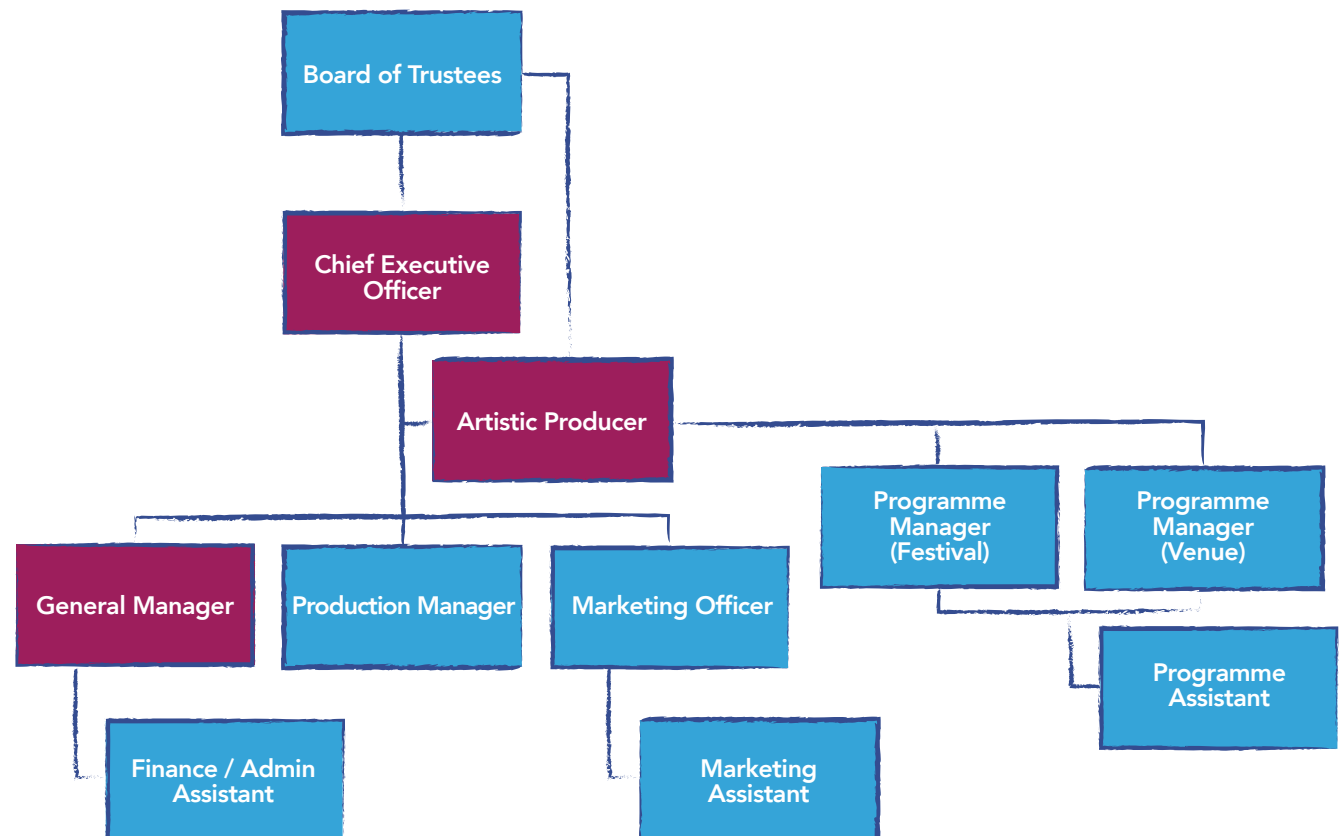 Board of Trustees
Chief Executive
Officer
Artistic Producer
Programme
Manager
(Festival)
Programme
Manager
(Venue)
General Manager
Production Manager
Marketing Officer
Programme
Assistant
Finance / Admin
Assistant
Marketing
Assistant